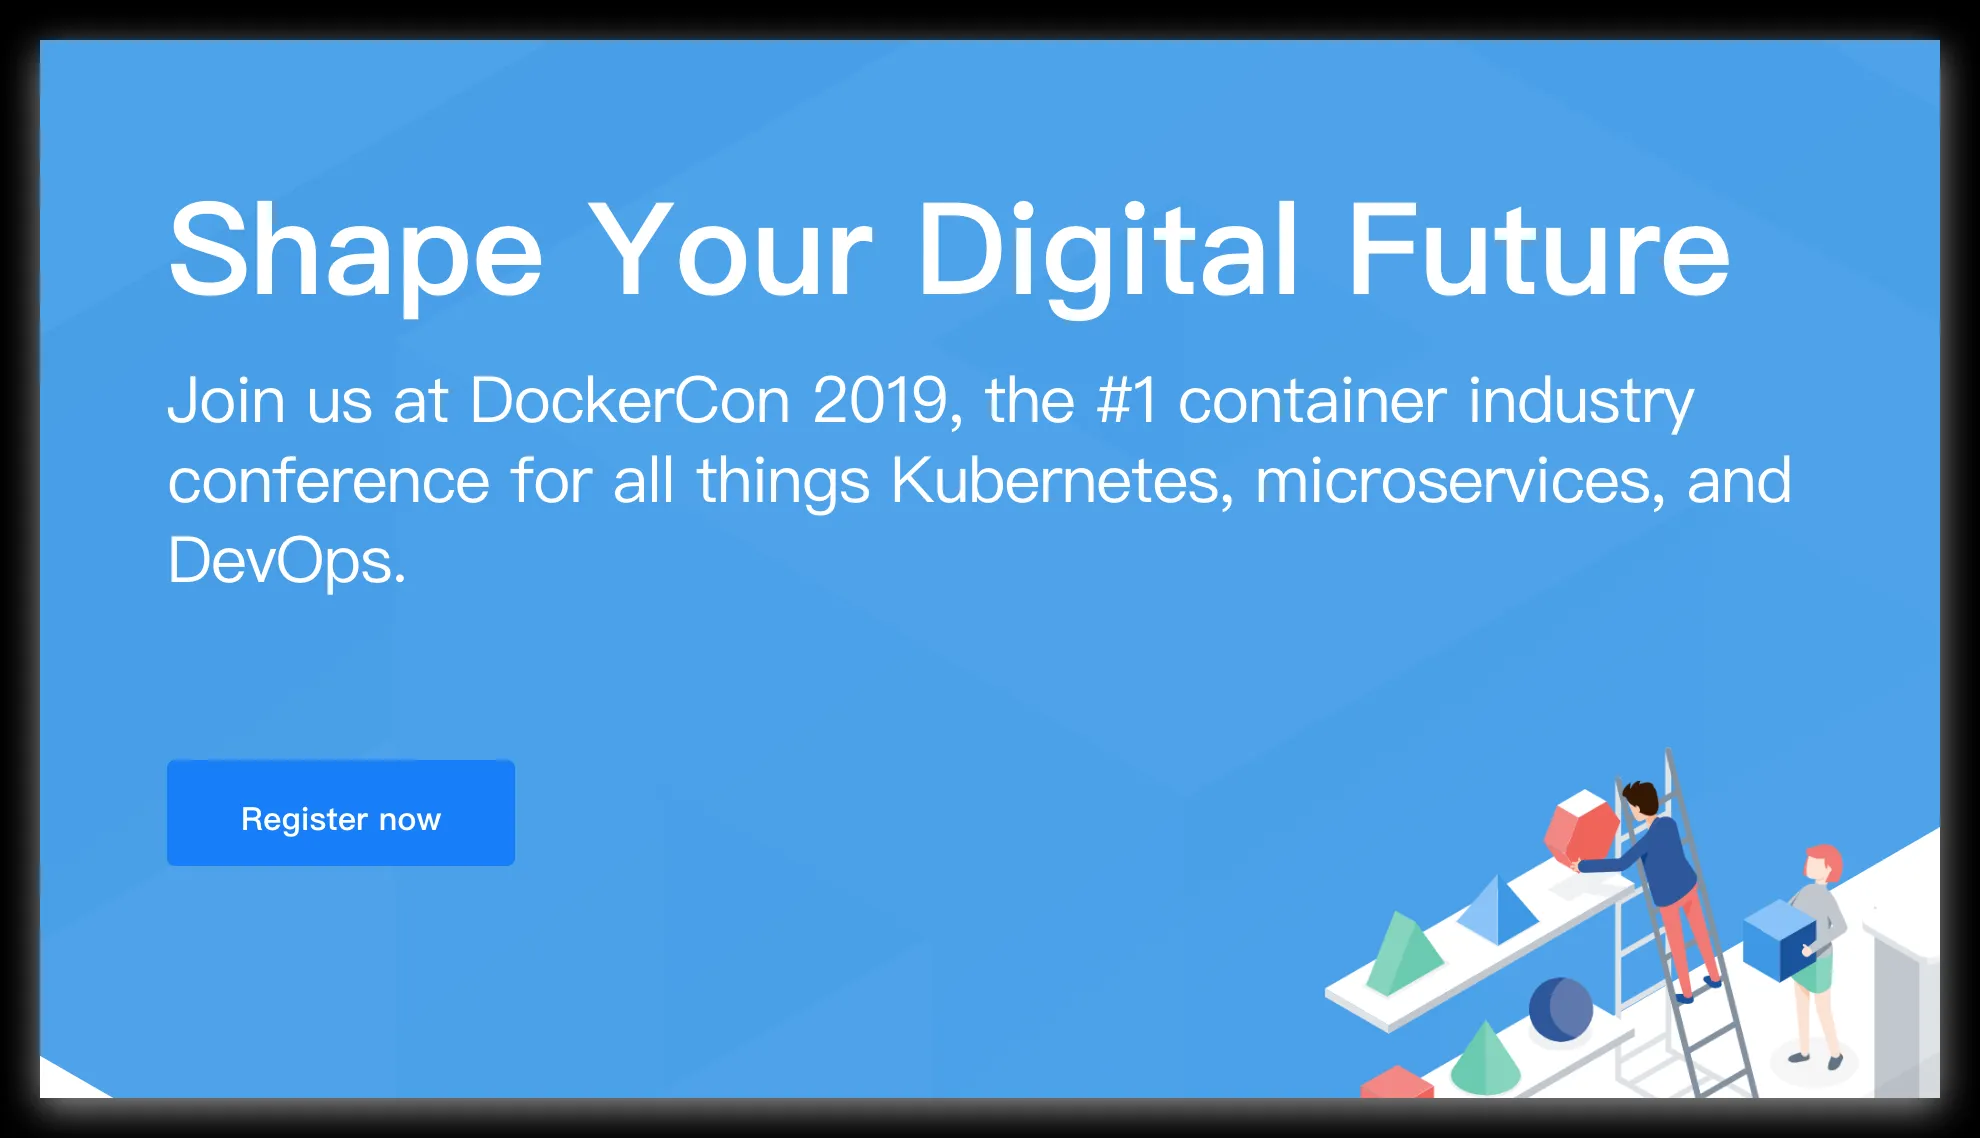 Shape Your Digital Future
Join us at DockerCon 2019, the #1 container industry
conference for all things Kubernetes, microservices, and
DevOps.
Register now